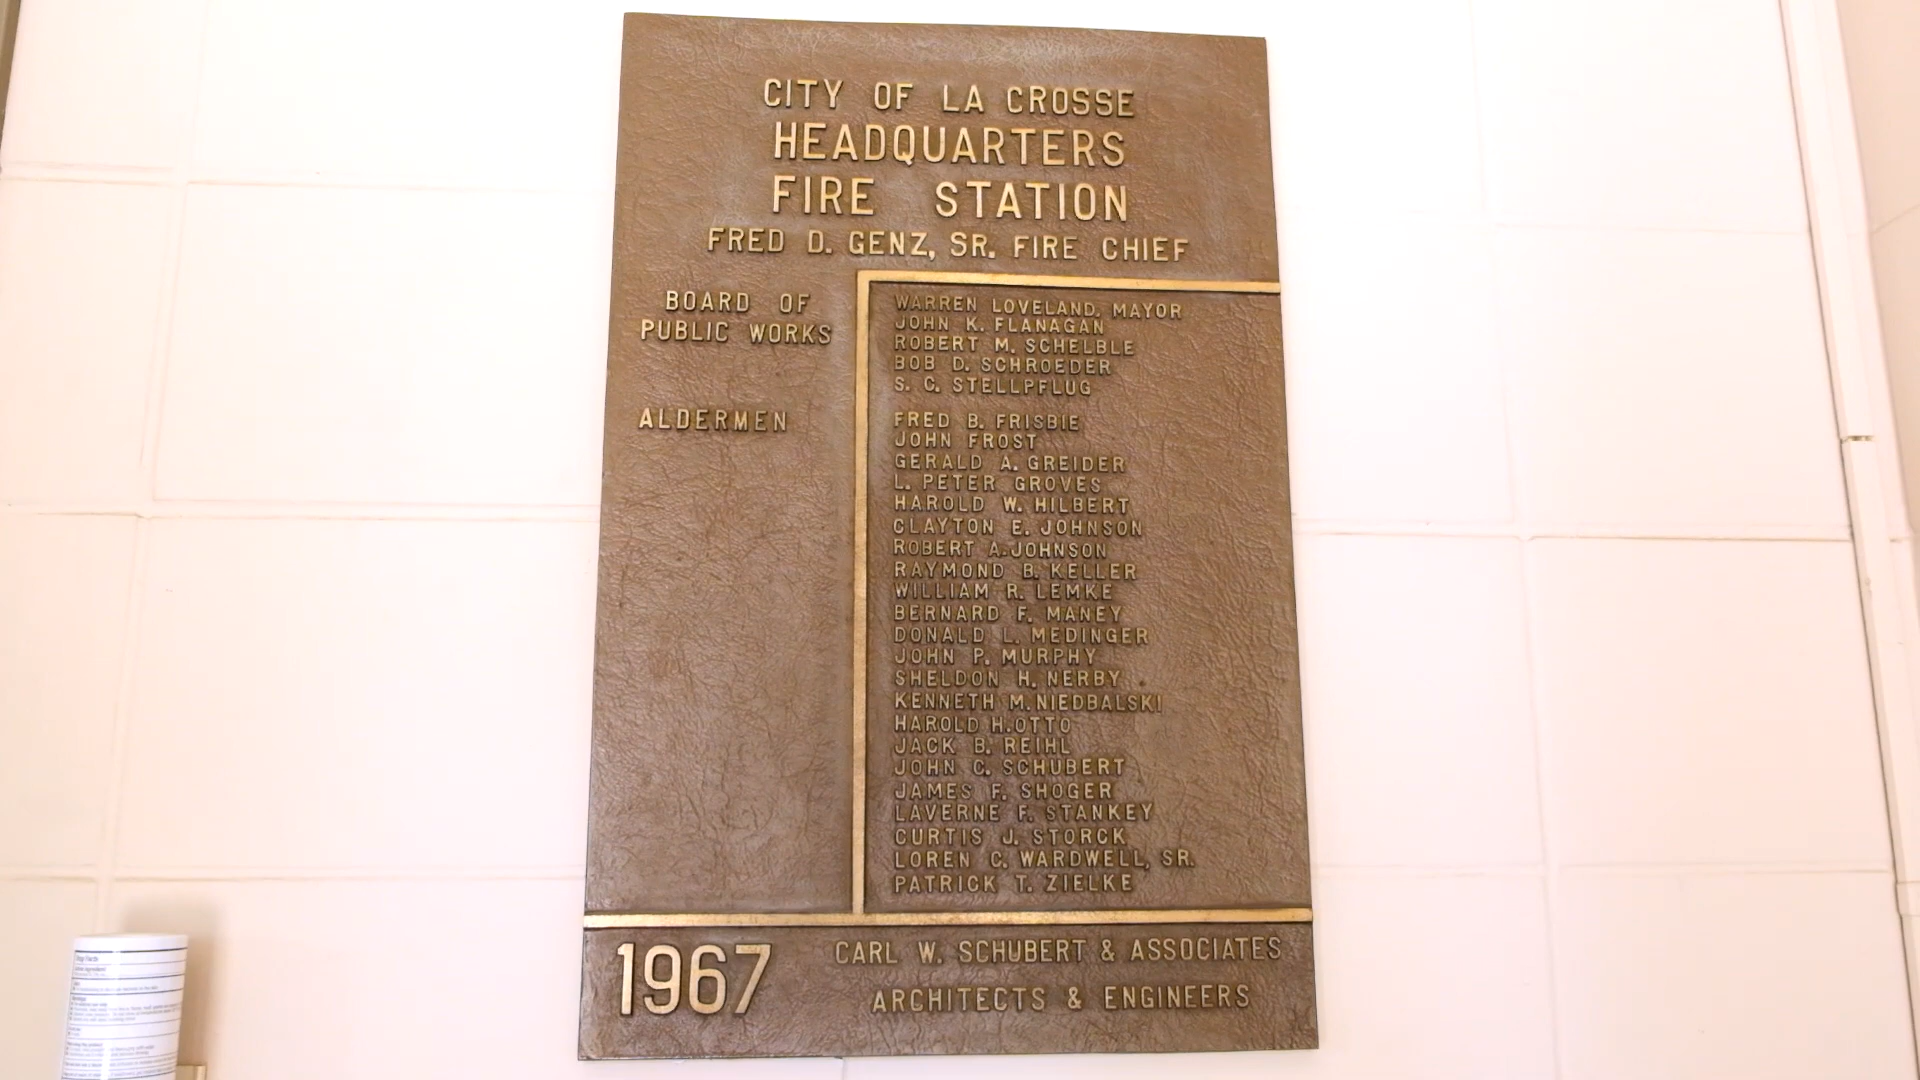 CITY OF LA CROSSE
HEADQUARTERS
FIRE STATION
FRED D. GENZ, SR. FIRE CHIEF
BOARD OF
PUBLIC WORKS
WARREN LOVELAND, MAYOR
JOHN K. FLANAGAN
ROBERT M. SCHELBLE
BOB D. SCHROEDER
S. C. STELLPFLUG
ALDERMEN
FRED B. FRISBIE
JOHN FROST
GERALD A. GREIDER
L. PETER GROVES
HAROLD W. HILBERT
CLAYTON E. JOHNSON
ROBERT A. JOHNSON
RAYMOND B. KELLER
WILLIAM R. LEMKE
BERNARD F. MANEY
DONALD L. MEDINGER
JOHN P. MURPHY
SHELDON H. NERBY
KENNETH M. NIEDBALSKI
HAROLD H. OTTO
JACK B. REIHL
JOHN C. SCHUBERT
JAMES F. SHOGER
LAVERNE F. STANKEY
CURTIS J. STORCK
LOREN C. WARDWELL, SR.
PATRICK T. ZIELKE
1967
CARL W. SCHUBERT & ASSOCIATES
ARCHITECTS & ENGINEERS